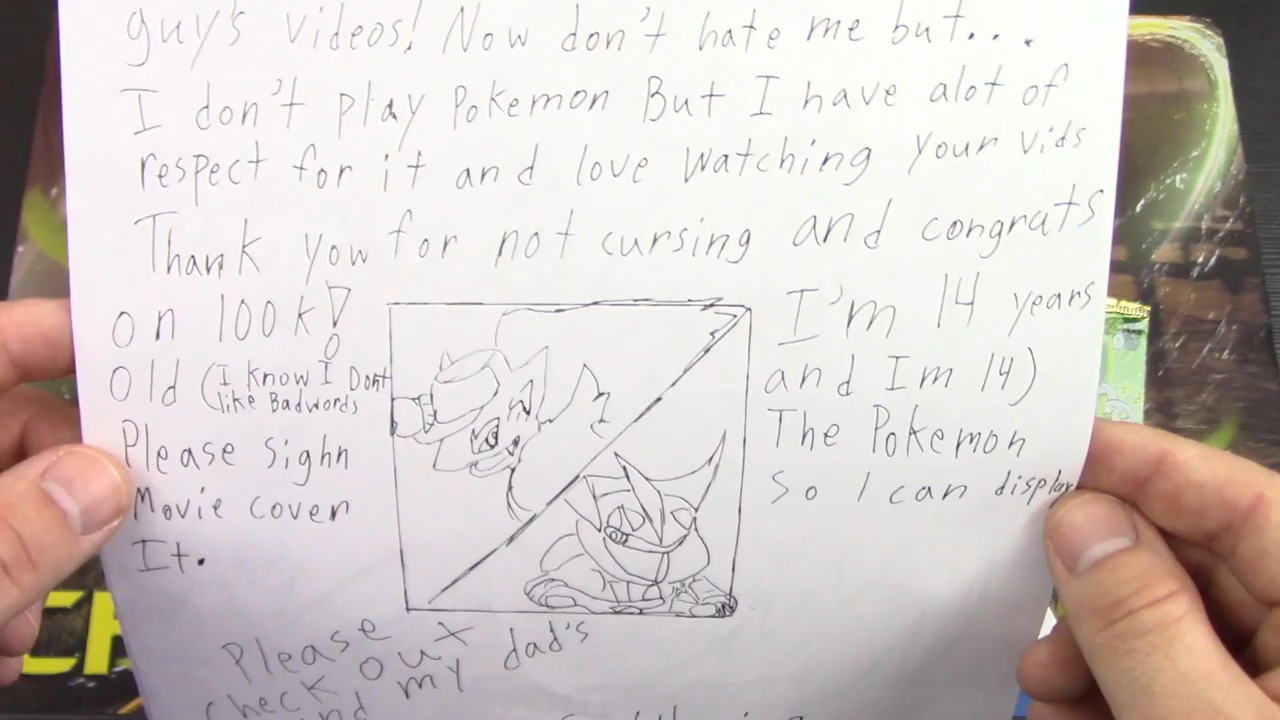 guy's videos! Now don't hate me but...
I don't play Pokemon But I have alot of
respect for it and love watching your vids
Thank you for not cursing and congrats
on 100k! I'm 14 years
Old (I know I Dont like Badwords and Im 14)
Please sighn The Pokemon
Movie cover So I can display
It.
Please
check out
and my dad's